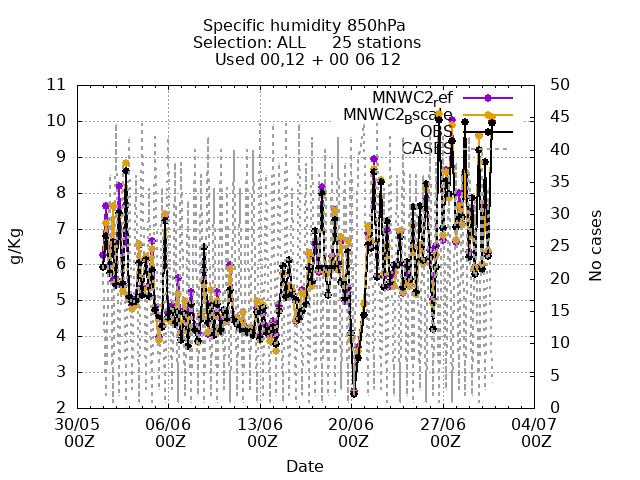 Specific humidity 850hPa
Selection: ALL     25 stations
Used 00,12 + 00 06 12
MNWC2_ref
MNWC2_Bscale
OBS
CASES
g/Kg
11
10
9
8
7
6
5
4
3
2
No cases
50
45
40
35
30
25
20
15
10
5
0
30/05 06/06 13/06 20/06 27/06 04/07
00Z 00Z 00Z 00Z 00Z 00Z
Date